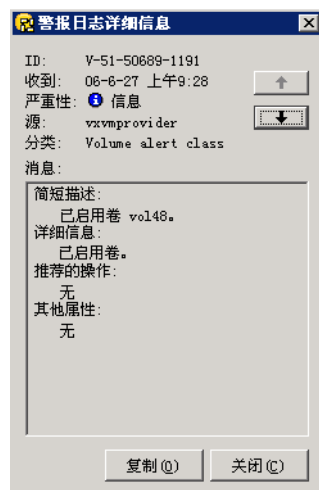 警报日志详细信息
ID: V-51-50689-1191
收到: 06-6-27 上午9:28
严重性: 信息
源: vxvmprovider
分类: Volume alert class
消息:
简短描述:
已启用卷 vol48。
详细信息:
已启用卷。
推荐的操作:
无
其他属性:
无
复制(O) 关闭(C)